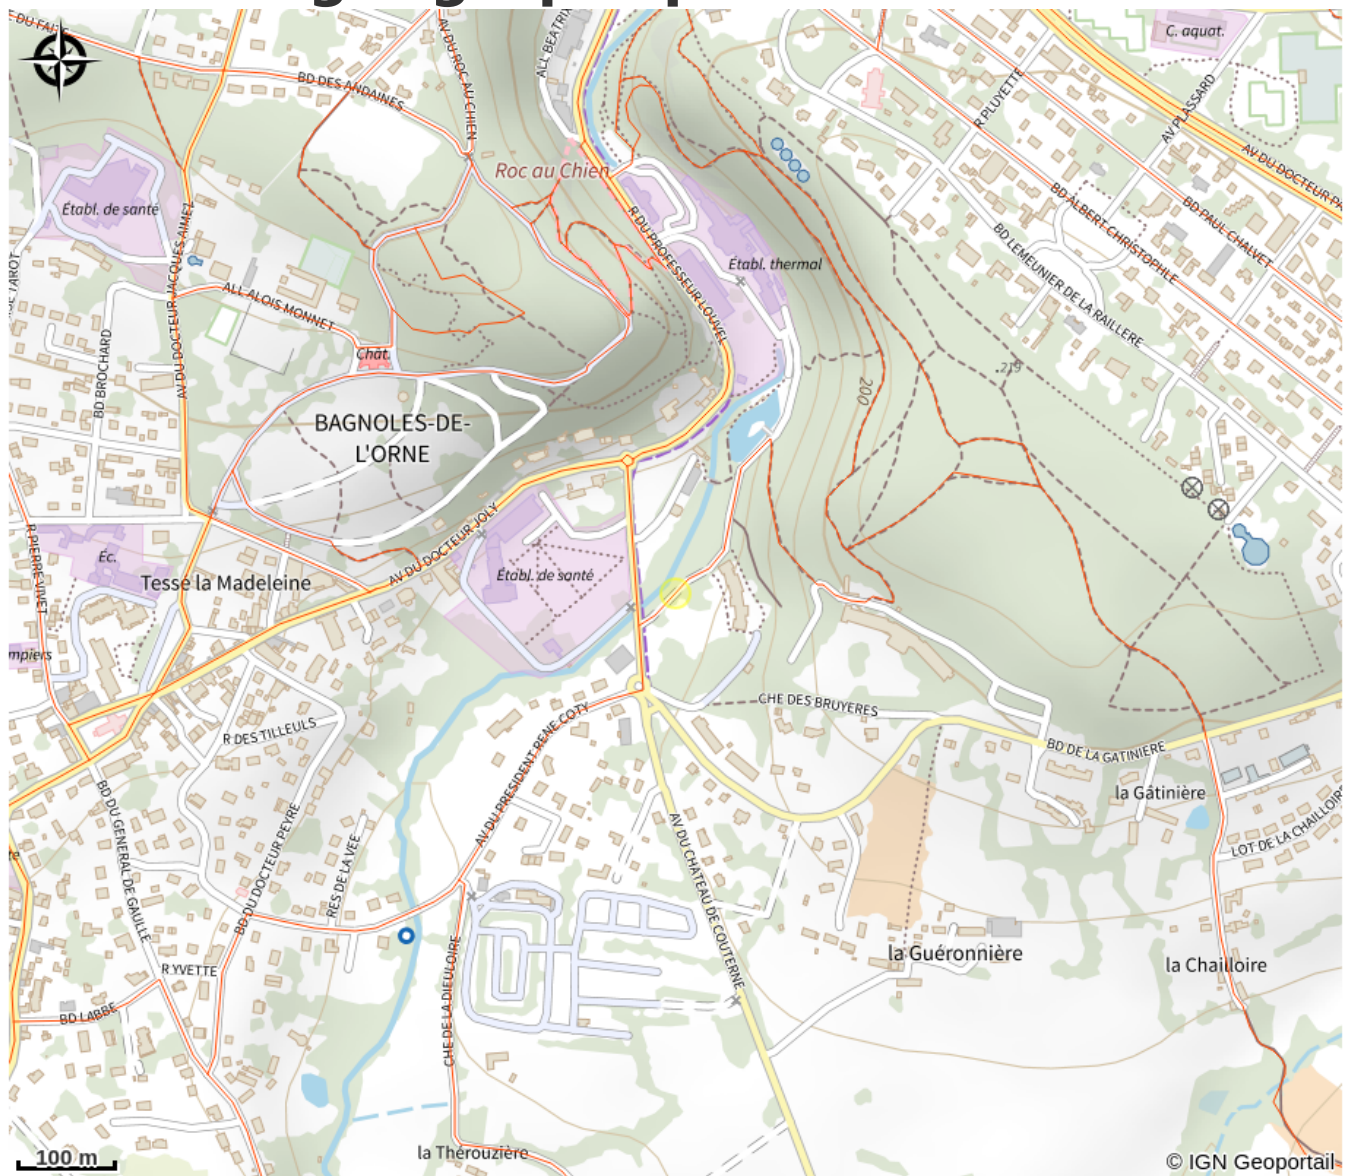 DU FAIT
BD DES ANDAINES
AV DU ROC AU CHIEN
ALL BEATRIX
C. aquat.
R PLUYETTE
AV PLASSARD
AV DU DOCTEUR P
Roc au Chien
Établ. de santé
AV DU DOCTEUR JACQUES AIMEZ
R DU PROFESSEUR LOUVEL
Établ. thermal
BD ALBERT CHRISTOPHLE
BD PAUL CHALVET
BD LEMEUNIER DE LA RAILLERE
TAROT
ALL ALOIS MONNET
Chât.
BD BROCHARD
219
200
BAGNOLES-DE-
L'ORNE
R PIERRE VIVET
Éc.
Tessé la Madeleine
AV DU DOCTEUR JOLY
Établ. de santé
mpiers
R DES TILLEULS
CHE DES BRUYERES
BD DE LA GATINIERE
la Gâtinière
LOT DE LA CHAILLOIRE
AV DU PRESIDENT RENE COTY
BD DU GENERAL DE GAULLE
BD DU DOCTEUR PEYRE
RES DE LA VEE
AV DU CHATEAU DE COUTERNE
la Guéronnière
la Chailloire
R YVETTE
BD LABBE
CHE DE LA DIEULOIRE
la Thérouzière
100 m
© IGN Geoportail